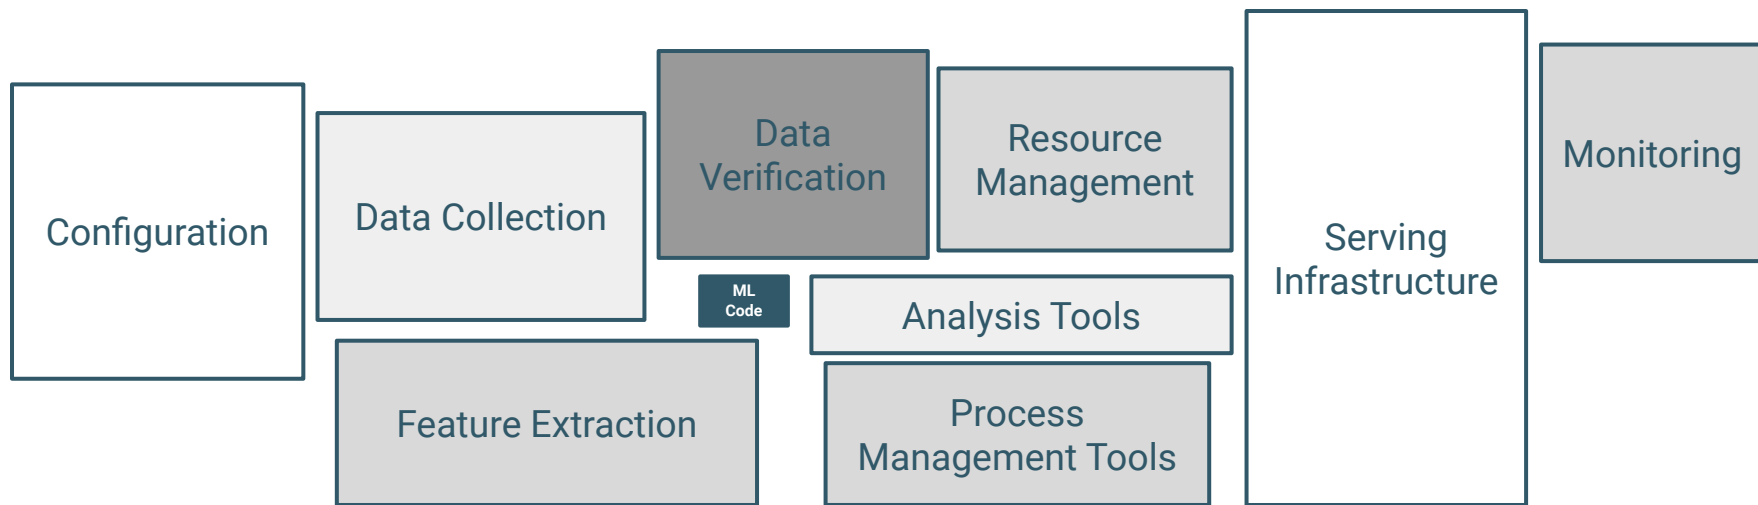 Configuration
Data Collection
Feature Extraction
Data
Verification
ML
Code
Resource
Management
Analysis Tools
Process
Management Tools
Serving
Infrastructure
Monitoring